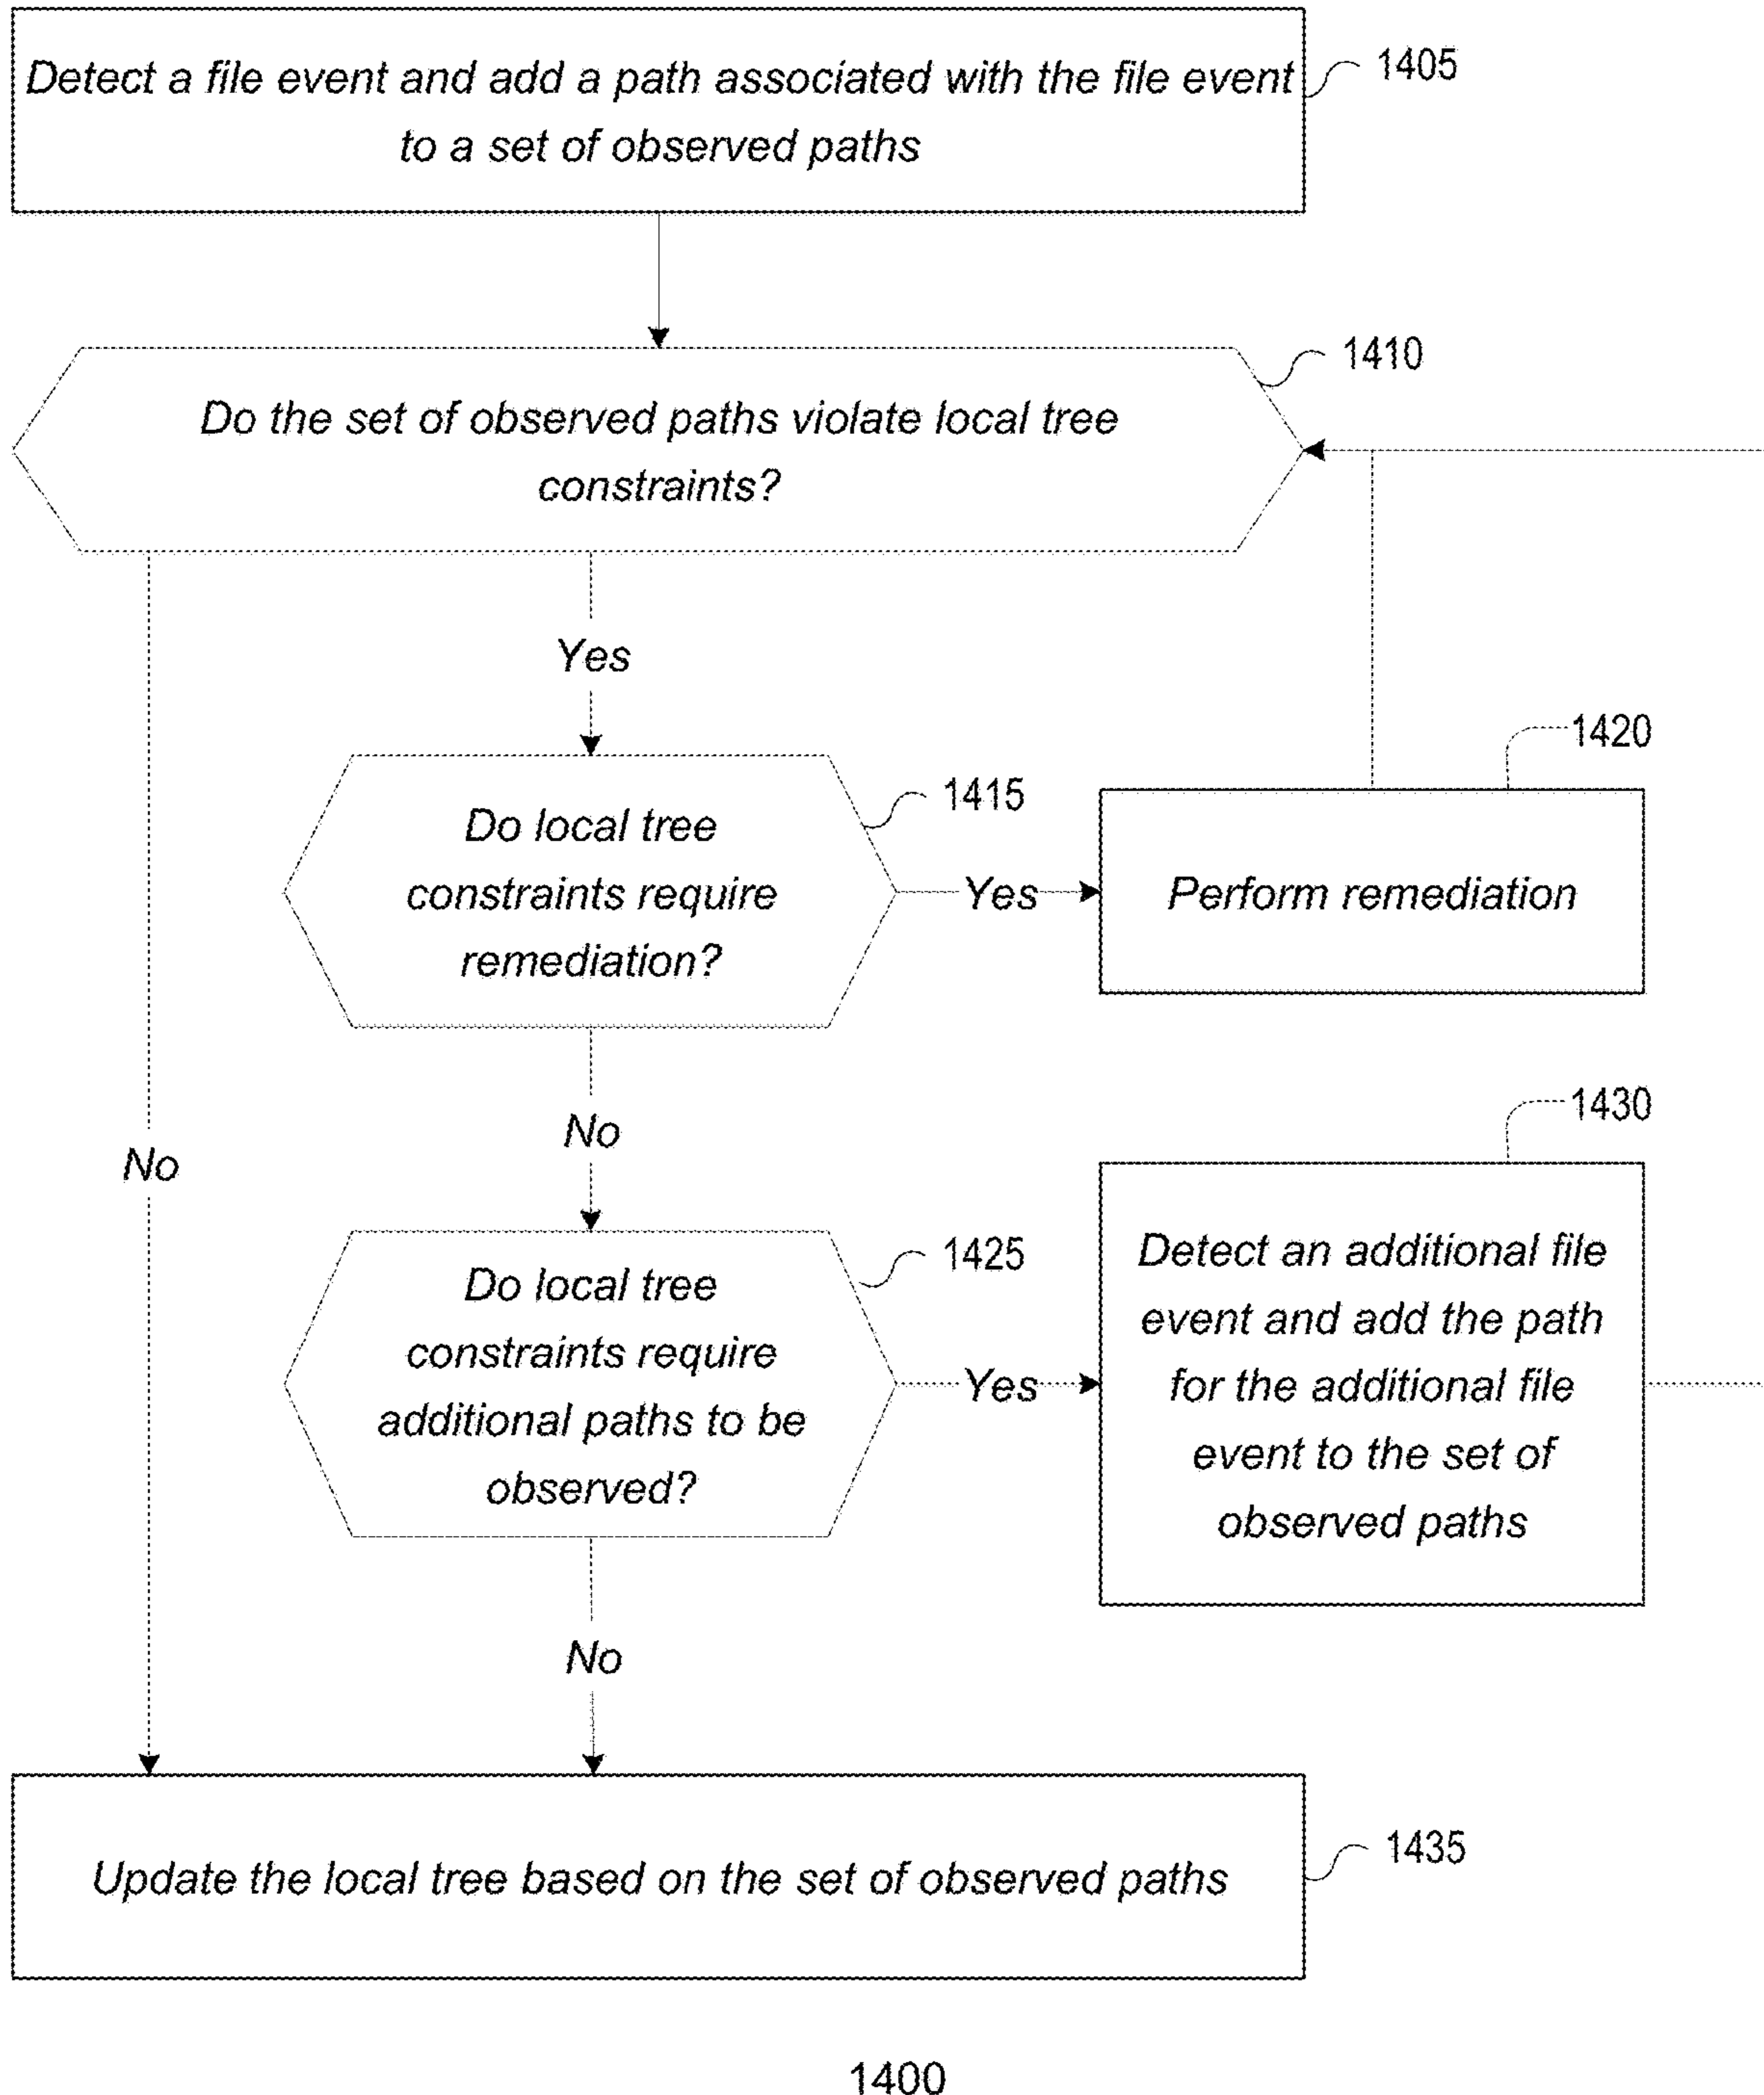 Detect a file event and add a path associated with the file event
to a set of observed paths
1405
Do the set of observed paths violate local tree
constraints?
1410
Yes
Do local tree
constraints require
remediation?
1415
Yes
Perform remediation
1420
No
No
Do local tree
constraints require
additional paths to be
observed?
1425
Yes
Detect an additional file
event and add the path
for the additional file
event to the set of
observed paths
1430
No
Update the local tree based on the set of observed paths
1435
1400